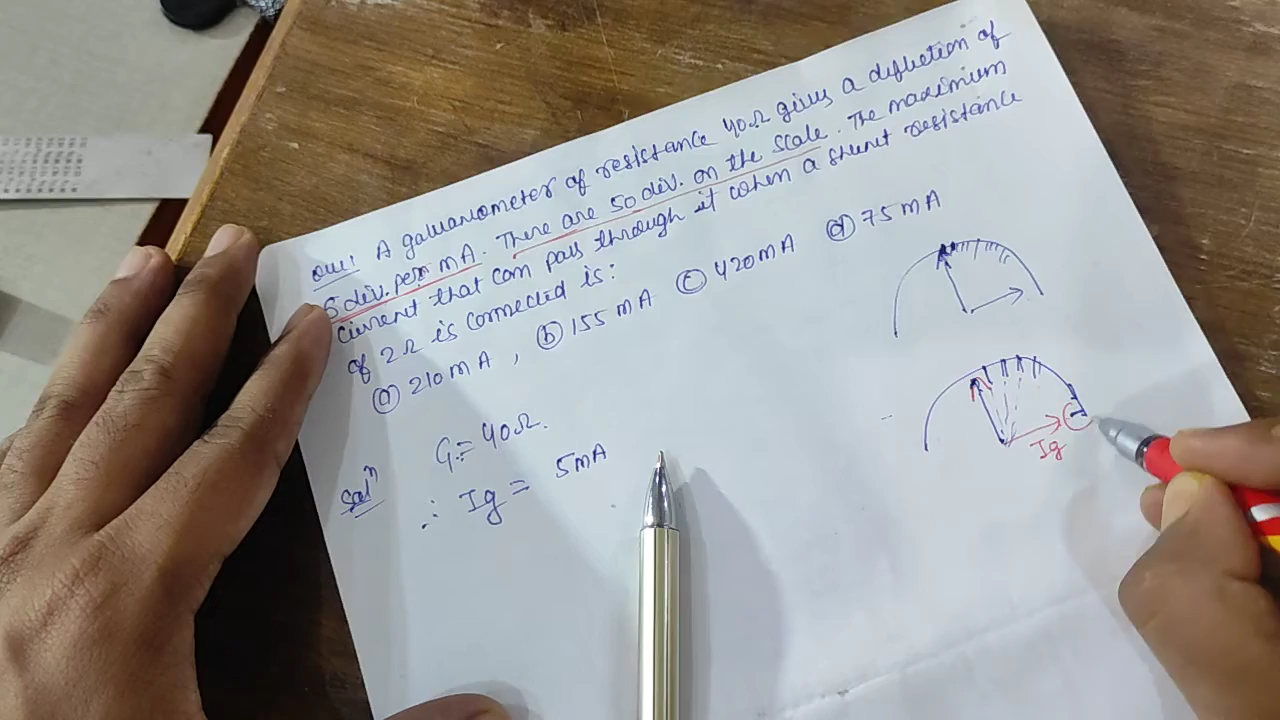 Que: A galvanometer of resistance 40Ω gives a deflection of
5 div. per mA. There are 50 div. on the scale. The maximum
current that can pass through it when a shunt resistance
of 2Ω is connected is:
(a) 210 mA , (b) 155 mA (c) 420 mA (d) 75 mA
Solⁿ G = 40Ω.
∴ Ig = 5mA
Ig